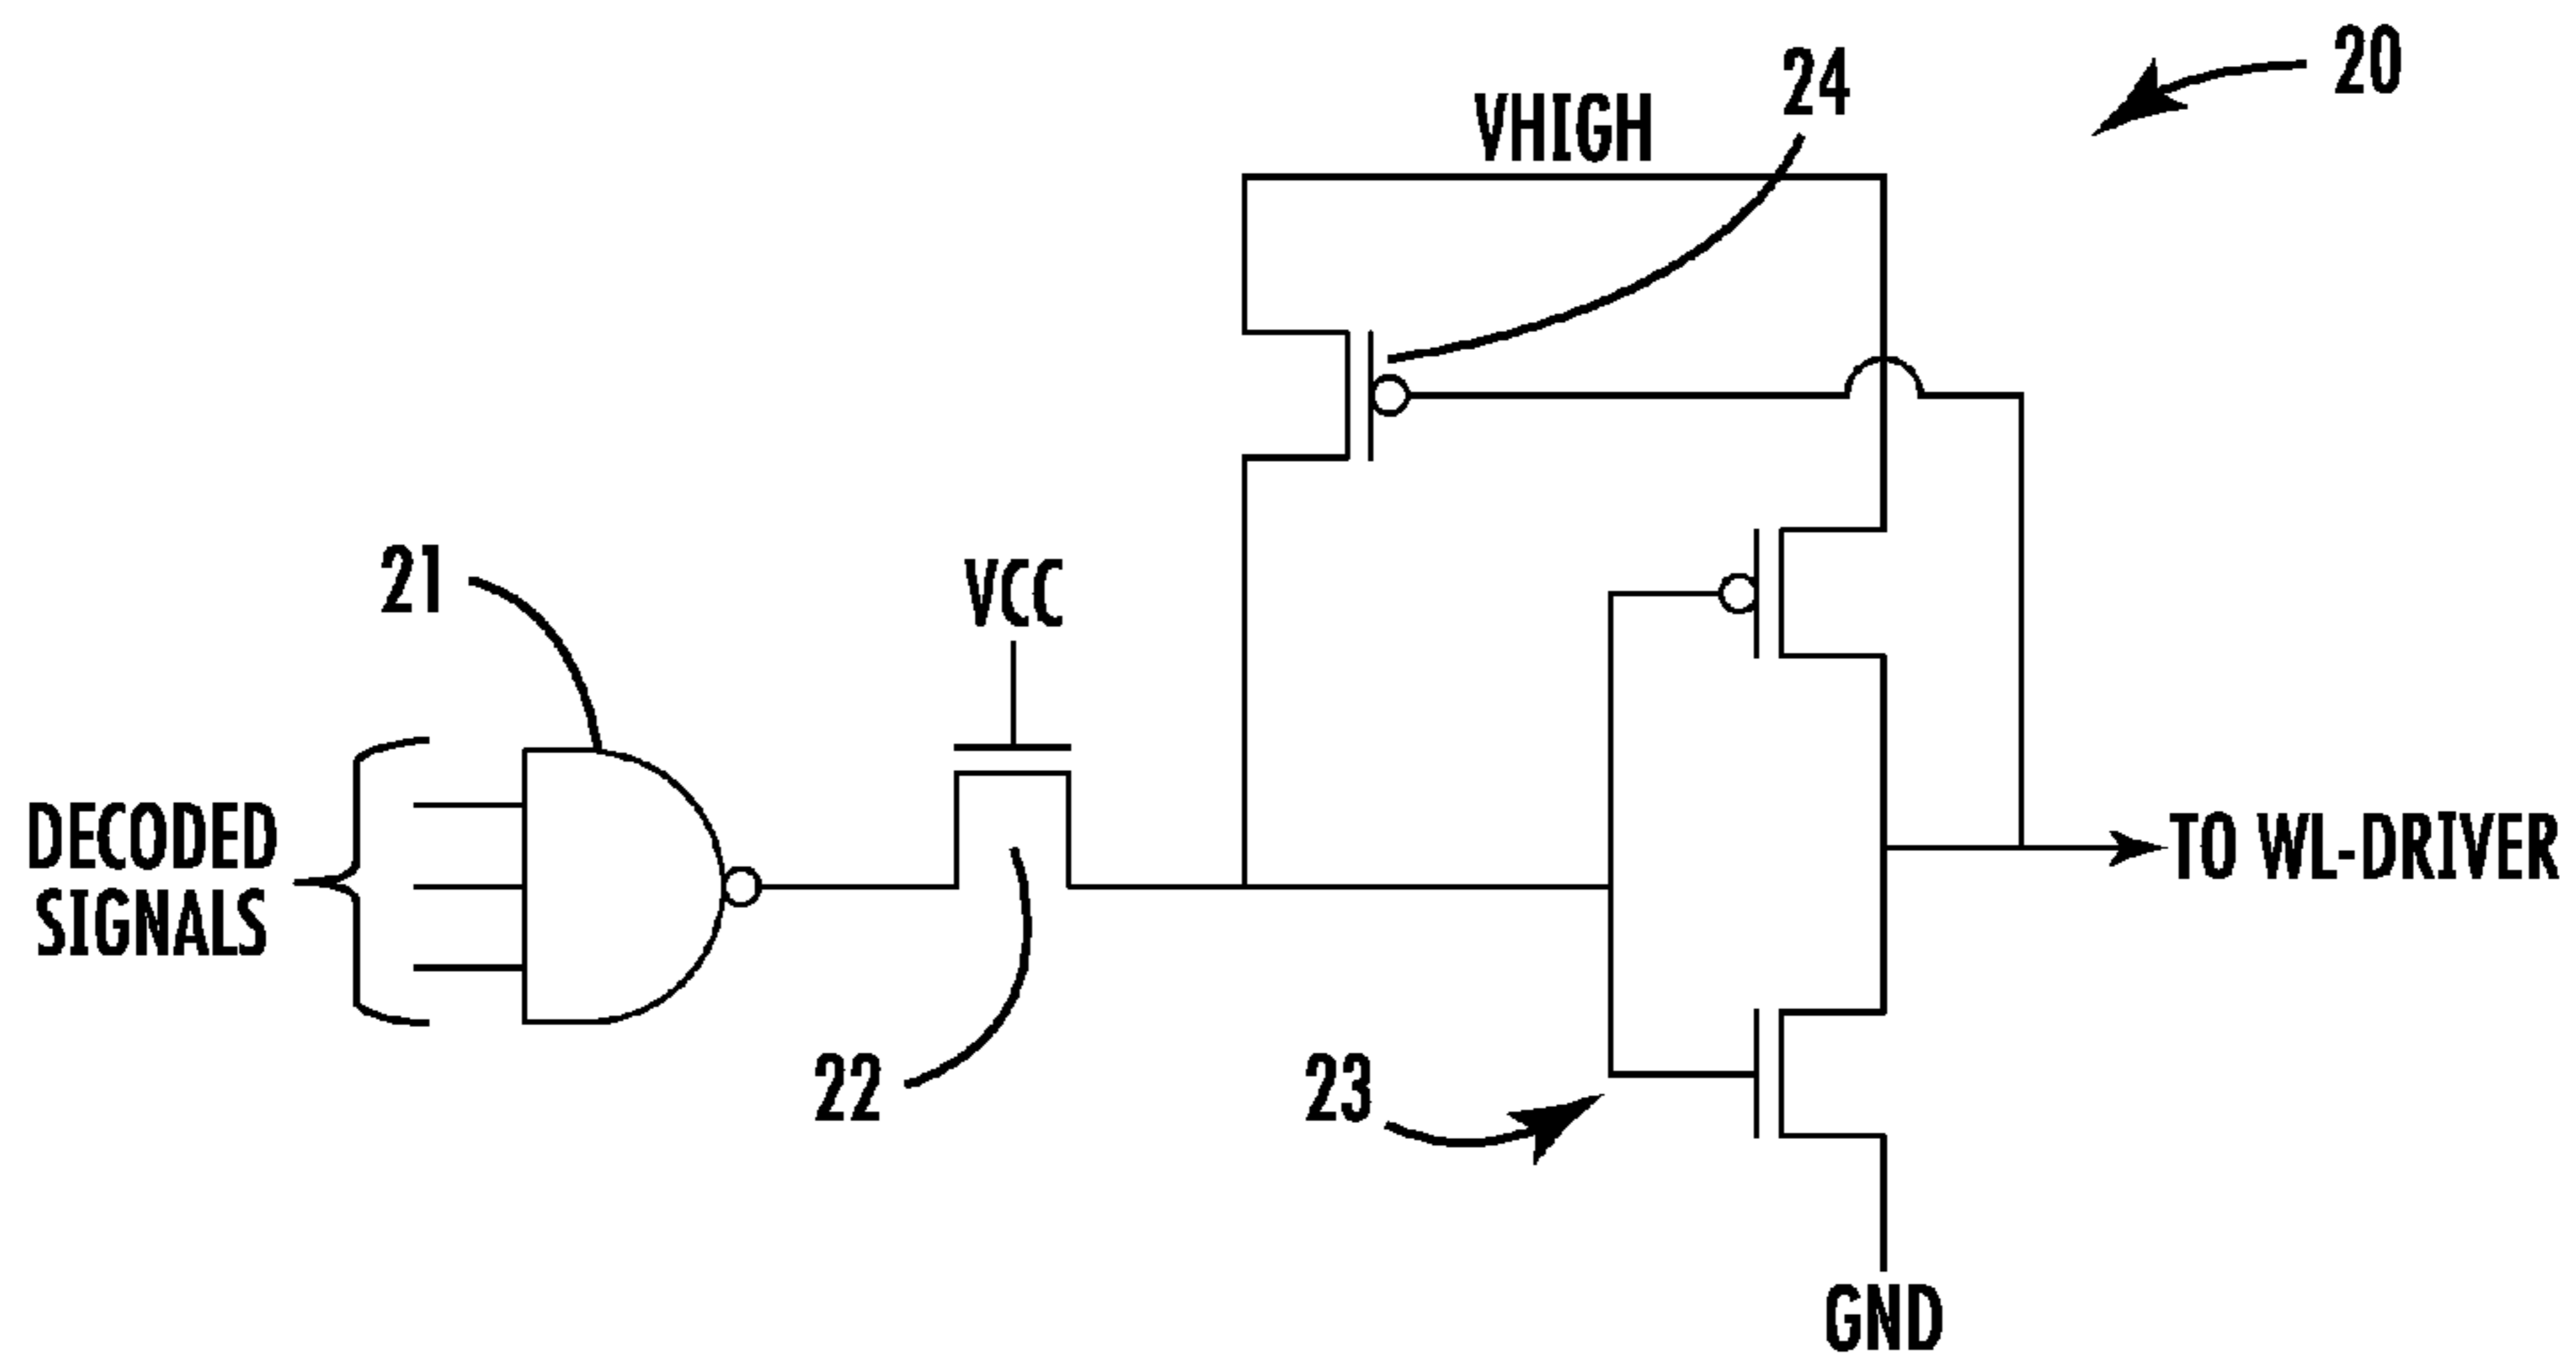 20
24
VHIGH
21
VCC
DECODED
SIGNALS
TO WL-DRIVER
22
23
GND